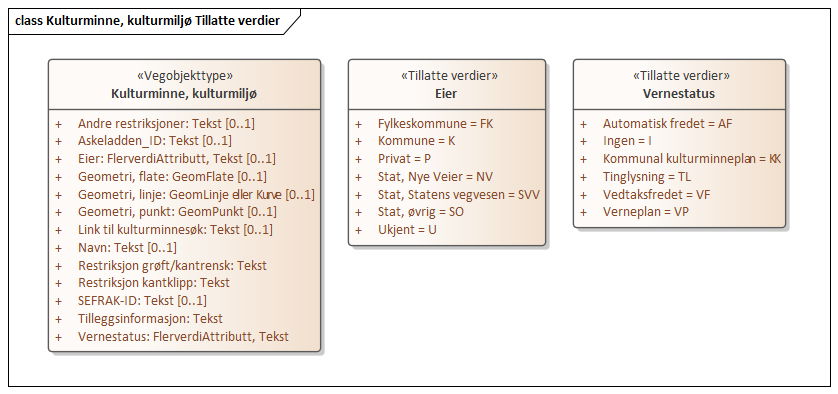 class Kulturminne, kulturmiljø Tillatte verdier
«Vegobjekttype»
Kulturminne, kulturmiljø
+ Andre restriksjoner: Tekst [0..1]
+ Askeladden_ID: Tekst [0..1]
+ Eier: FlerverdiAttributt, Tekst [0..1]
+ Geometri, flate: GeomFlate [0..1]
+ Geometri, linje: GeomLinje eller Kurve [0..1]
+ Geometri, punkt: GeomPunkt [0..1]
+ Link til kulturminnesøk: Tekst [0..1]
+ Navn: Tekst [0..1]
+ Restriksjon grøft/kantrensk: Tekst
+ Restriksjon kantklipp: Tekst
+ SEFRAK-ID: Tekst [0..1]
+ Tilleggsinformasjon: Tekst
+ Vernestatus: FlerverdiAttributt, Tekst
«Tillatte verdier»
Eier
+ Fylkeskommune = FK
+ Kommune = K
+ Privat = P
+ Stat, Nye Veier = NV
+ Stat, Statens vegvesen = SVV
+ Stat, øvrig = SO
+ Ukjent = U
«Tillatte verdier»
Vernestatus
+ Automatisk fredet = AF
+ Ingen = I
+ Kommunal kulturminneplan = KK
+ Tinglysning = TL
+ Vedtaksfredet = VF
+ Verneplan = VP